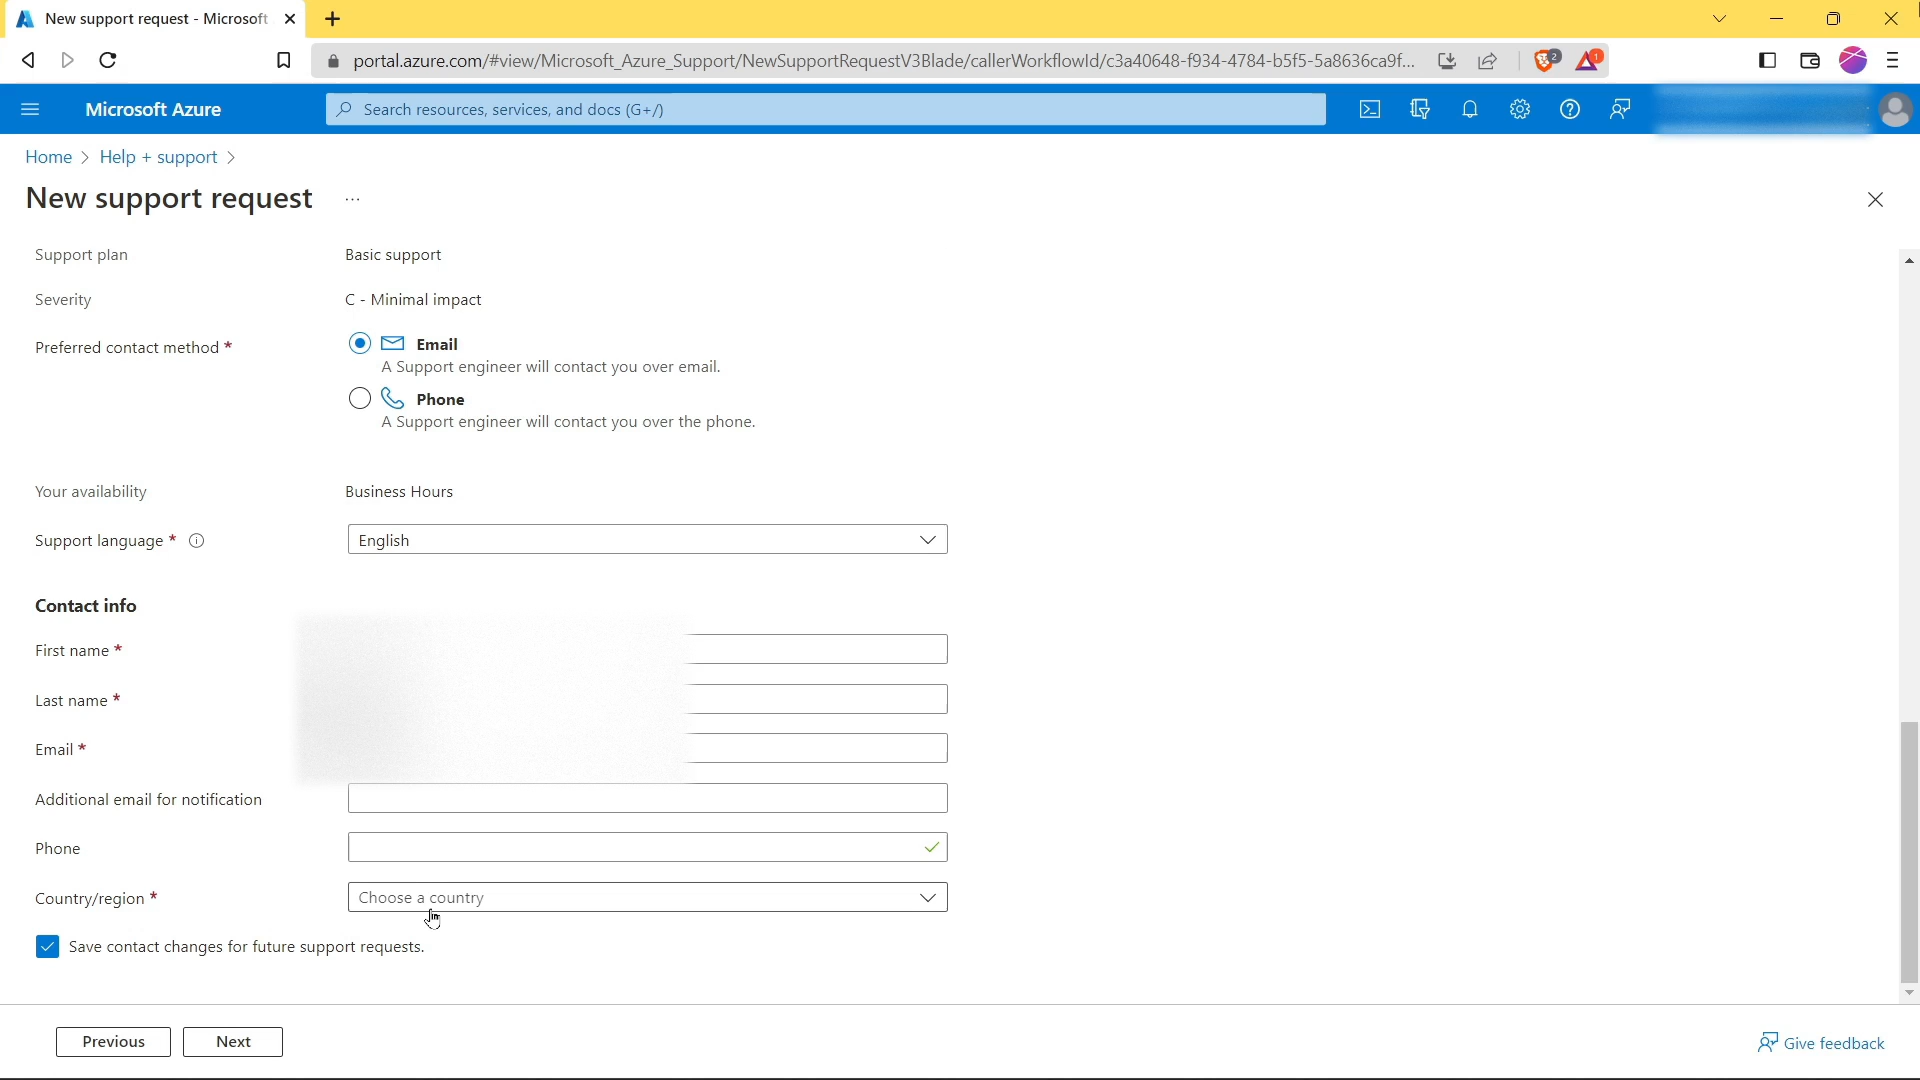 New support request - Microsoft
portal.azure.com/#view/Microsoft_Azure_Support/NewSupportRequestV3Blade/callerWorkflowId/c3a40648-f934-4784-b5f5-5a8636ca9f...
2
1
Microsoft Azure
Search resources, services, and docs (G+/)
Home > Help + support >
New support request ...
Support plan Basic support
Severity C - Minimal impact
Preferred contact method * Email
A Support engineer will contact you over email.
Phone
A Support engineer will contact you over the phone.
Your availability Business Hours
Support language * English
Contact info
First name *
Last name *
Email *
Additional email for notification
Phone
Country/region * Choose a country
Save contact changes for future support requests.
Previous Next Give feedback